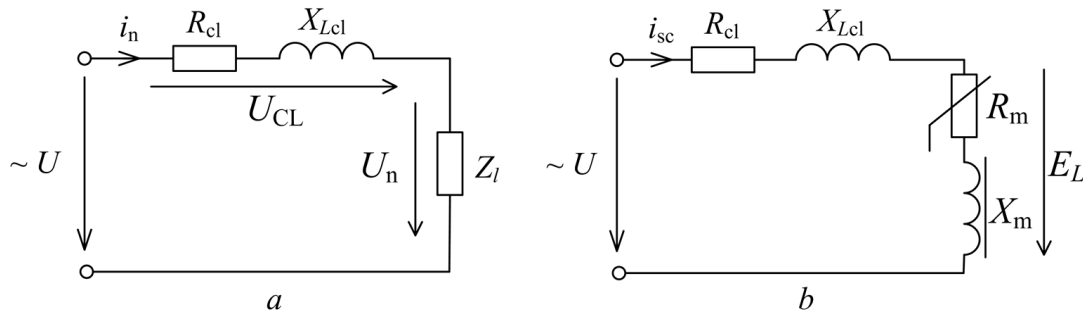 i_n R_cl X_Lcl
U_CL
~ U U_n Z_l
a
i_sc R_cl X_Lcl
R_m
~ U E_L
X_m
b